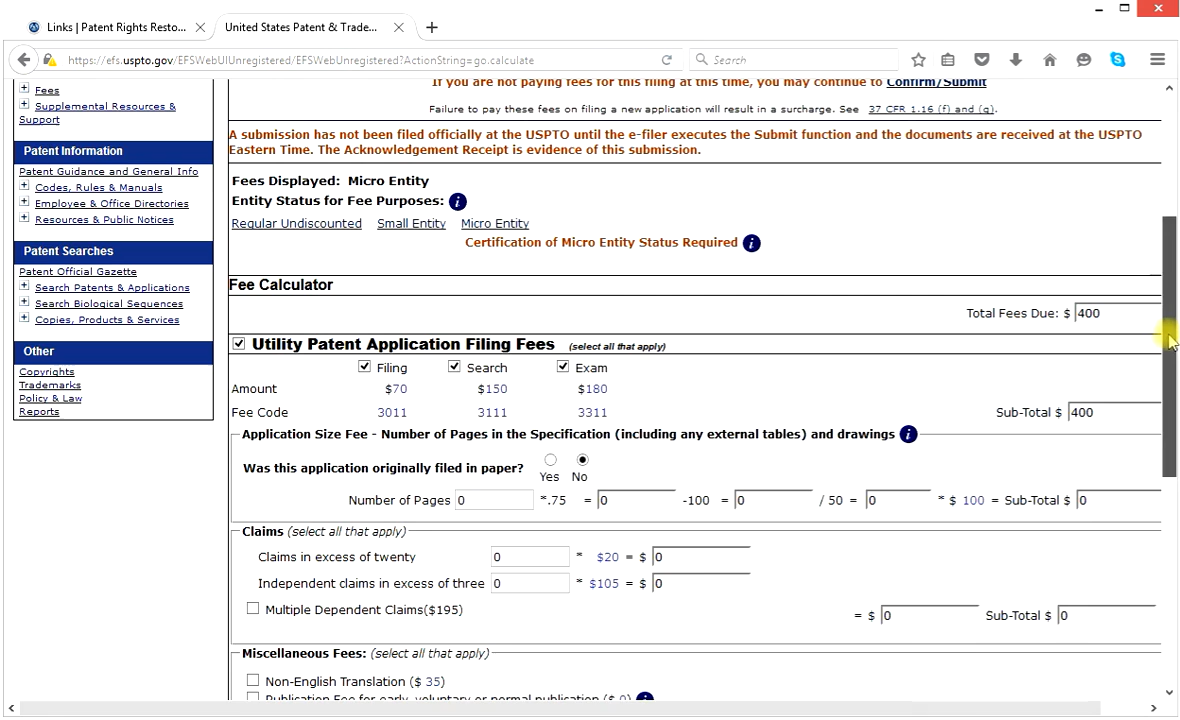 Links | Patent Rights Resto...
United States Patent & Trade...
https://efs.uspto.gov/EFSWebUIUnregistered/EFSWebUnregistered?ActionString=go.calculate
Search
Fees
Supplemental Resources & Support
Patent Information
Patent Guidance and General Info
Codes, Rules & Manuals
Employee & Office Directories
Resources & Public Notices
Patent Searches
Patent Official Gazette
Search Patents & Applications
Search Biological Sequences
Copies, Products & Services
Other
Copyrights
Trademarks
Policy & Law
Reports
If you are not paying fees for this filing at this time, you may continue to Confirm/Submit
Failure to pay these fees on filing a new application will result in a surcharge. See 37 CFR 1.16 (f) and (g).
A submission has not been filed officially at the USPTO until the e-filer executes the Submit function and the documents are received at the USPTO
Eastern Time. The Acknowledgement Receipt is evidence of this submission.
Fees Displayed: Micro Entity
Entity Status for Fee Purposes: i
Regular Undiscounted Small Entity Micro Entity
Certification of Micro Entity Status Required i
Fee Calculator
Total Fees Due: $ 400
Utility Patent Application Filing Fees (select all that apply)
Filing Search Exam
Amount $70 $150 $180
Fee Code 3011 3111 3311 Sub-Total $ 400
Application Size Fee - Number of Pages in the Specification (including any external tables) and drawings i
Was this application originally filed in paper? Yes No
Number of Pages 0 *.75 = 0 -100 = 0 / 50 = 0 * $ 100 = Sub-Total $ 0
Claims (select all that apply)
Claims in excess of twenty 0 * $20 = $ 0
Independent claims in excess of three 0 * $105 = $ 0
Multiple Dependent Claims($195) = $ 0 Sub-Total $ 0
Miscellaneous Fees: (select all that apply)
Non-English Translation ($ 35)
Publication Fee for early, voluntary or normal publication ($ 0) i